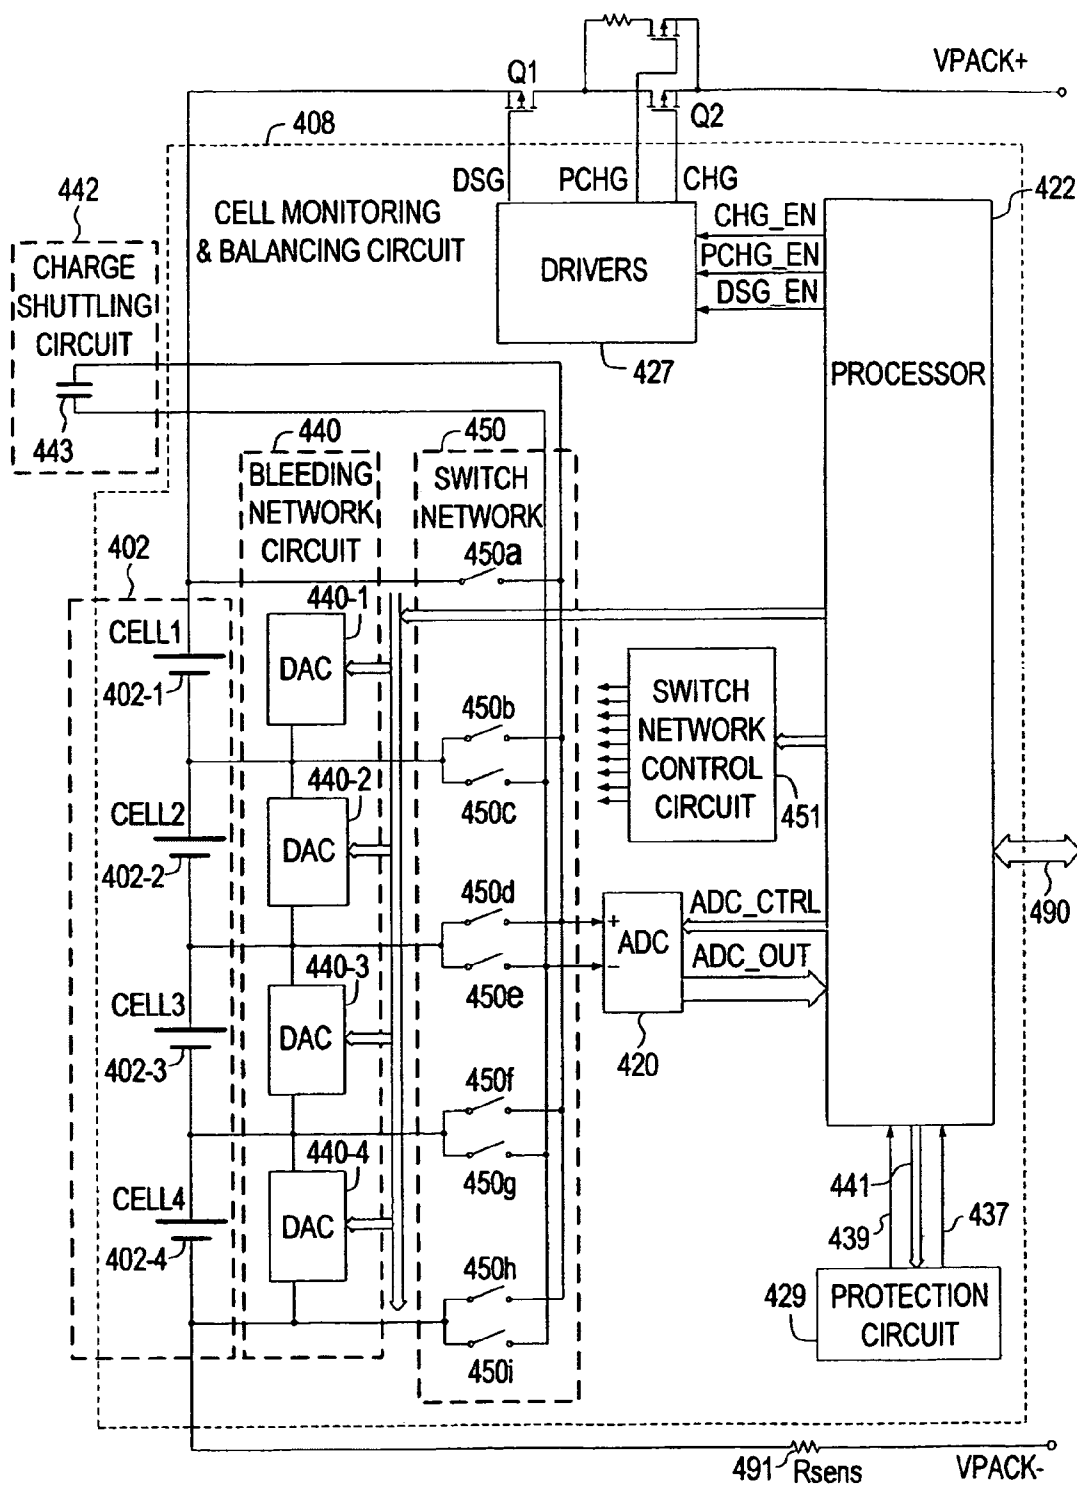 VPACK+
Q1
Q2
408
DSG
PCHG
CHG
442
422
CELL MONITORING
& BALANCING CIRCUIT
CHG_EN
PCHG_EN
DSG_EN
CHARGE
SHUTTLING
CIRCUIT
DRIVERS
427
PROCESSOR
443
440
450
BLEEDING
NETWORK
CIRCUIT
SWITCH
NETWORK
450a
402
440-1
CELL1
DAC
402-1
SWITCH
NETWORK
CONTROL
CIRCUIT
451
450b
450c
440-2
CELL2
DAC
402-2
450d
450e
ADC_CTRL
ADC_OUT
+
ADC
−
420
490
440-3
CELL3
DAC
402-3
450f
450g
440-4
CELL4
DAC
402-4
441
439
437
450h
450i
429
PROTECTION
CIRCUIT
491
Rsens
VPACK-